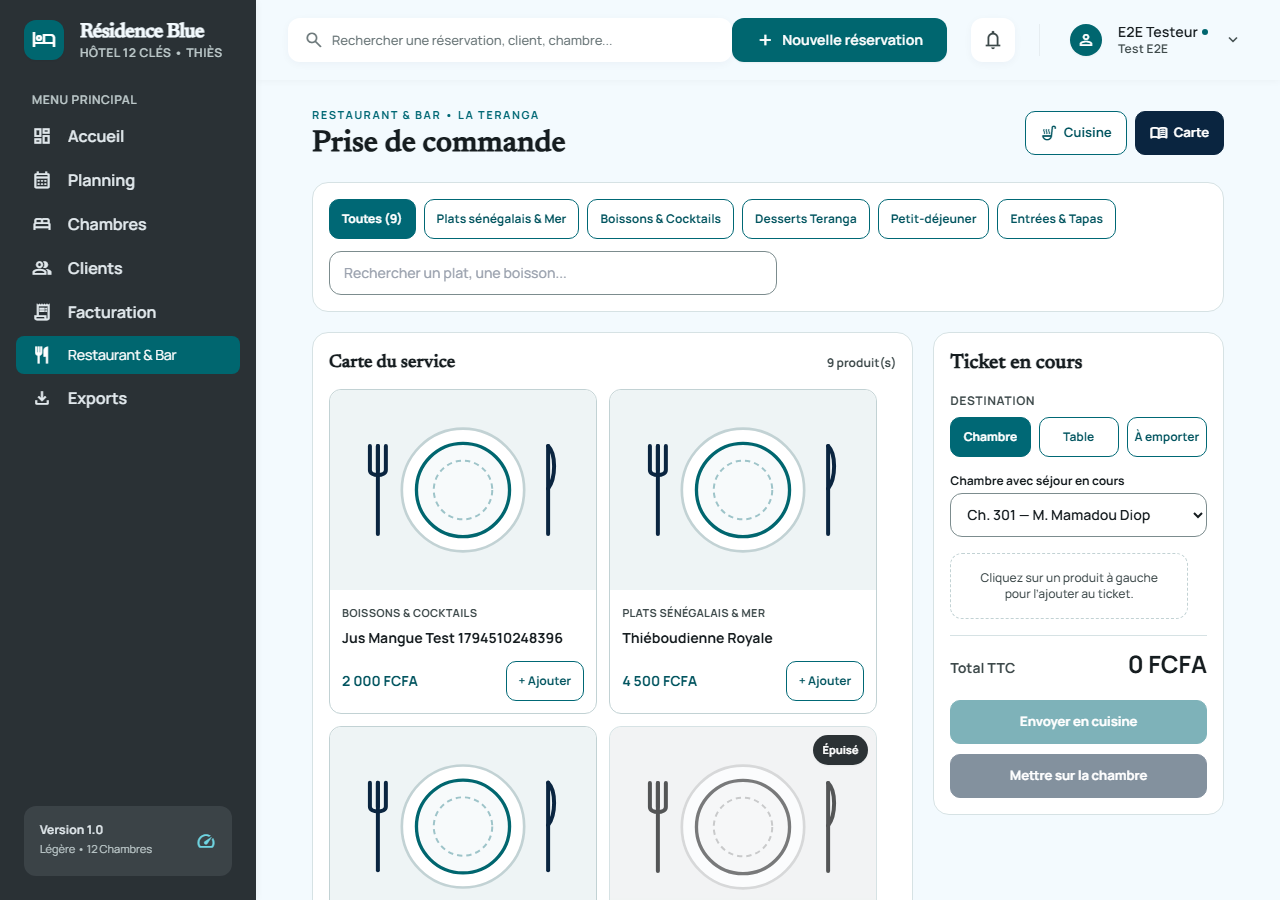 Résidence Blue
HÔTEL 12 CLÉS • THIÈS
MENU PRINCIPAL
Accueil
Planning
Chambres
Clients
Facturation
Restaurant & Bar
Exports
Version 1.0
Légère • 12 Chambres
Rechercher une réservation, client, chambre...
Nouvelle réservation
E2E Testeur
Test E2E
RESTAURANT & BAR • LA TERANGA
Prise de commande
Cuisine
Carte
Toutes (9)
Plats sénégalais & Mer
Boissons & Cocktails
Desserts Teranga
Petit-déjeuner
Entrées & Tapas
Rechercher un plat, une boisson...
Carte du service
9 produit(s)
BOISSONS & COCKTAILS
Jus Mangue Test 1794510248396
2 000 FCFA
+ Ajouter
PLATS SÉNÉGALAIS & MER
Thiéboudienne Royale
4 500 FCFA
+ Ajouter
Épuisé
Ticket en cours
DESTINATION
Chambre
Table
À emporter
Chambre avec séjour en cours
Ch. 301 — M. Mamadou Diop
Cliquez sur un produit à gauche
pour l'ajouter au ticket.
Total TTC
0 FCFA
Envoyer en cuisine
Mettre sur la chambre